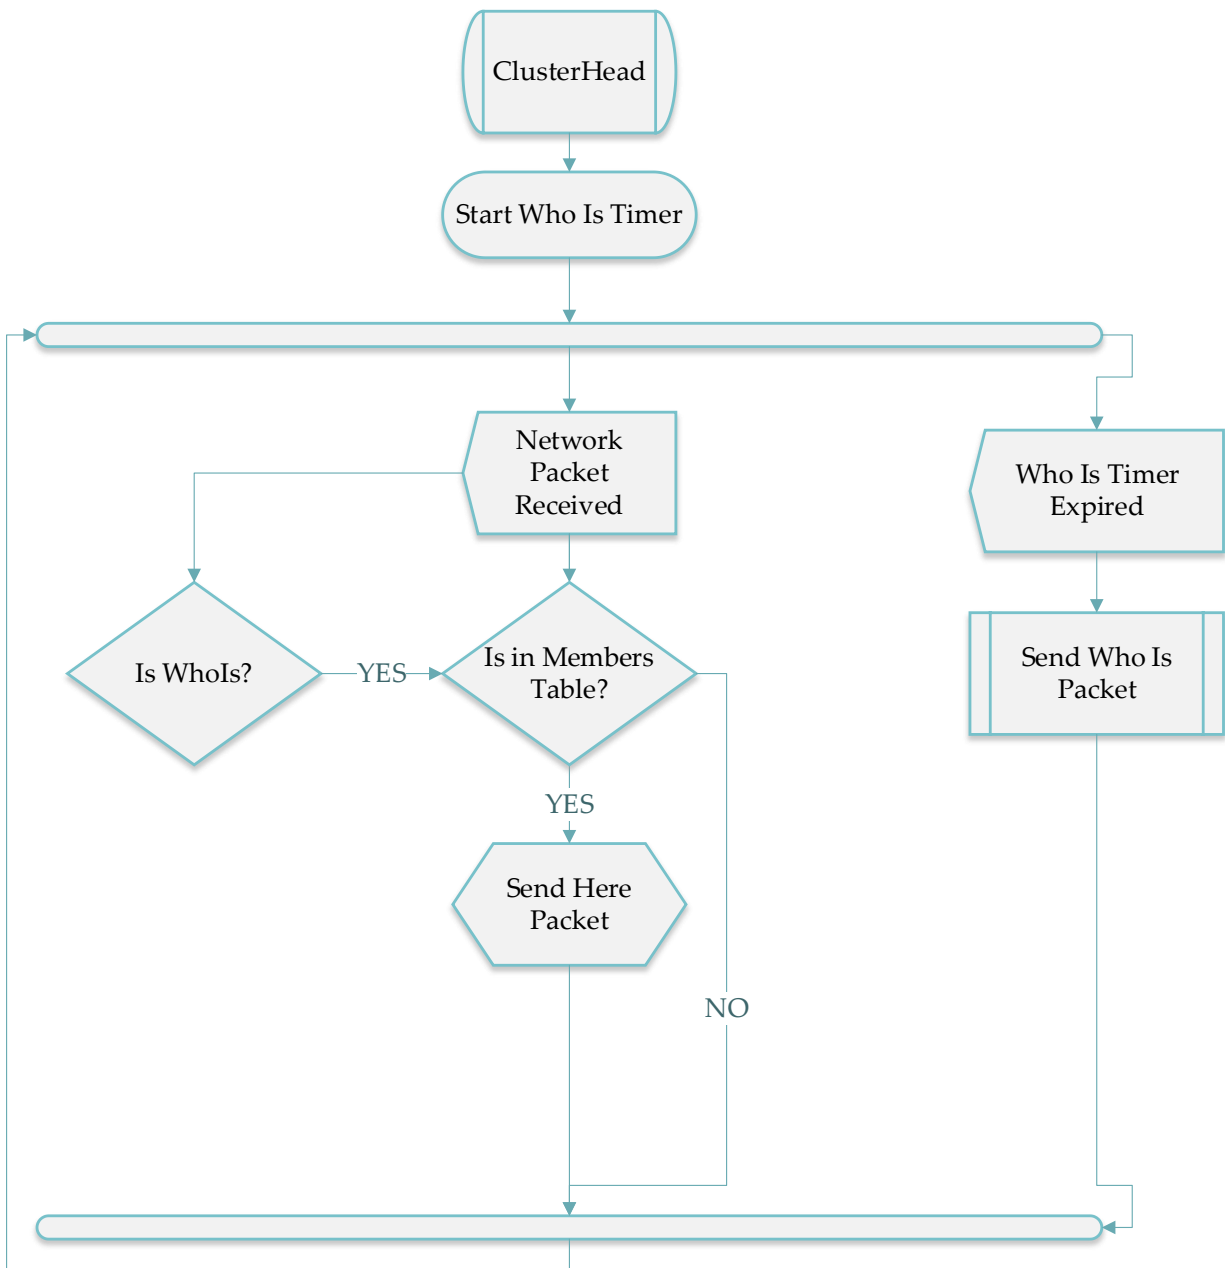 ClusterHead
Start Who Is Timer
Network
Packet
Received
Who Is Timer
Expired
Is WhoIs?
YES
Is in Members
Table?
Send Who Is
Packet
YES
Send Here
Packet
NO